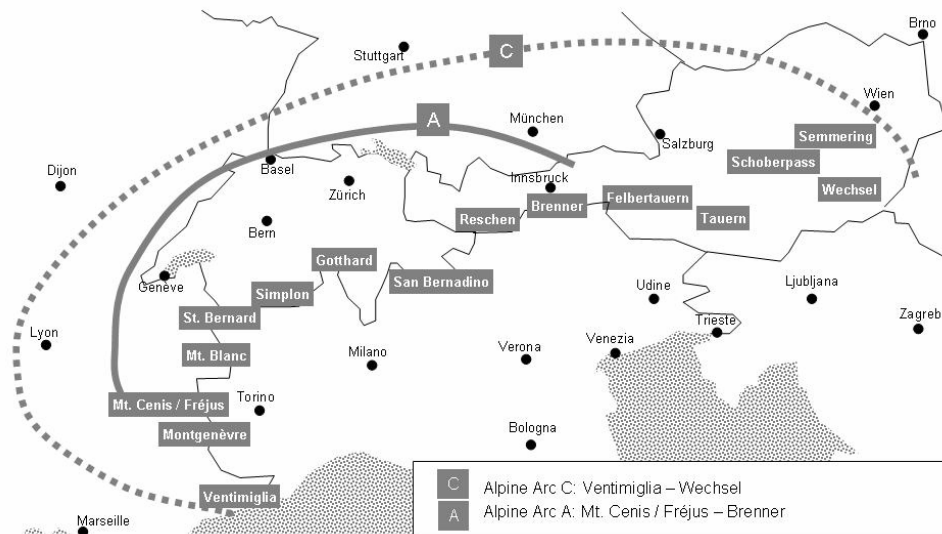 Brno
C
Stuttgart
Wien
A
München
Semmering
Salzburg
Schoberpass
Basel
Dijon
Zürich
Innsbruck
Wechsel
Brenner
Felbertauern
Reschen
Tauern
Bern
Gotthard
Genève
San Bernadino
Simplon
Udine
Ljubljana
St. Bernard
Trieste
Zagreb
Lyon
Venezia
Mt. Blanc
Milano
Verona
Mt. Cenis / Fréjus
Torino
Montgenèvre
Bologna
Ventimiglia
C Alpine Arc C: Ventimiglia – Wechsel
A Alpine Arc A: Mt. Cenis / Fréjus – Brenner
Marseille